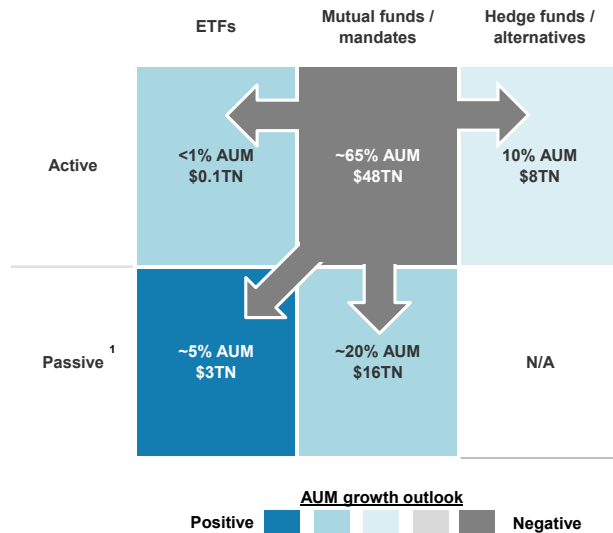 ETFs
Mutual funds /
mandates
Hedge funds /
alternatives
Active
<1% AUM
$0.1TN
~65% AUM
$48TN
10% AUM
$8TN
Passive ¹
~5% AUM
$3TN
~20% AUM
$16TN
N/A
AUM growth outlook
Positive
Negative